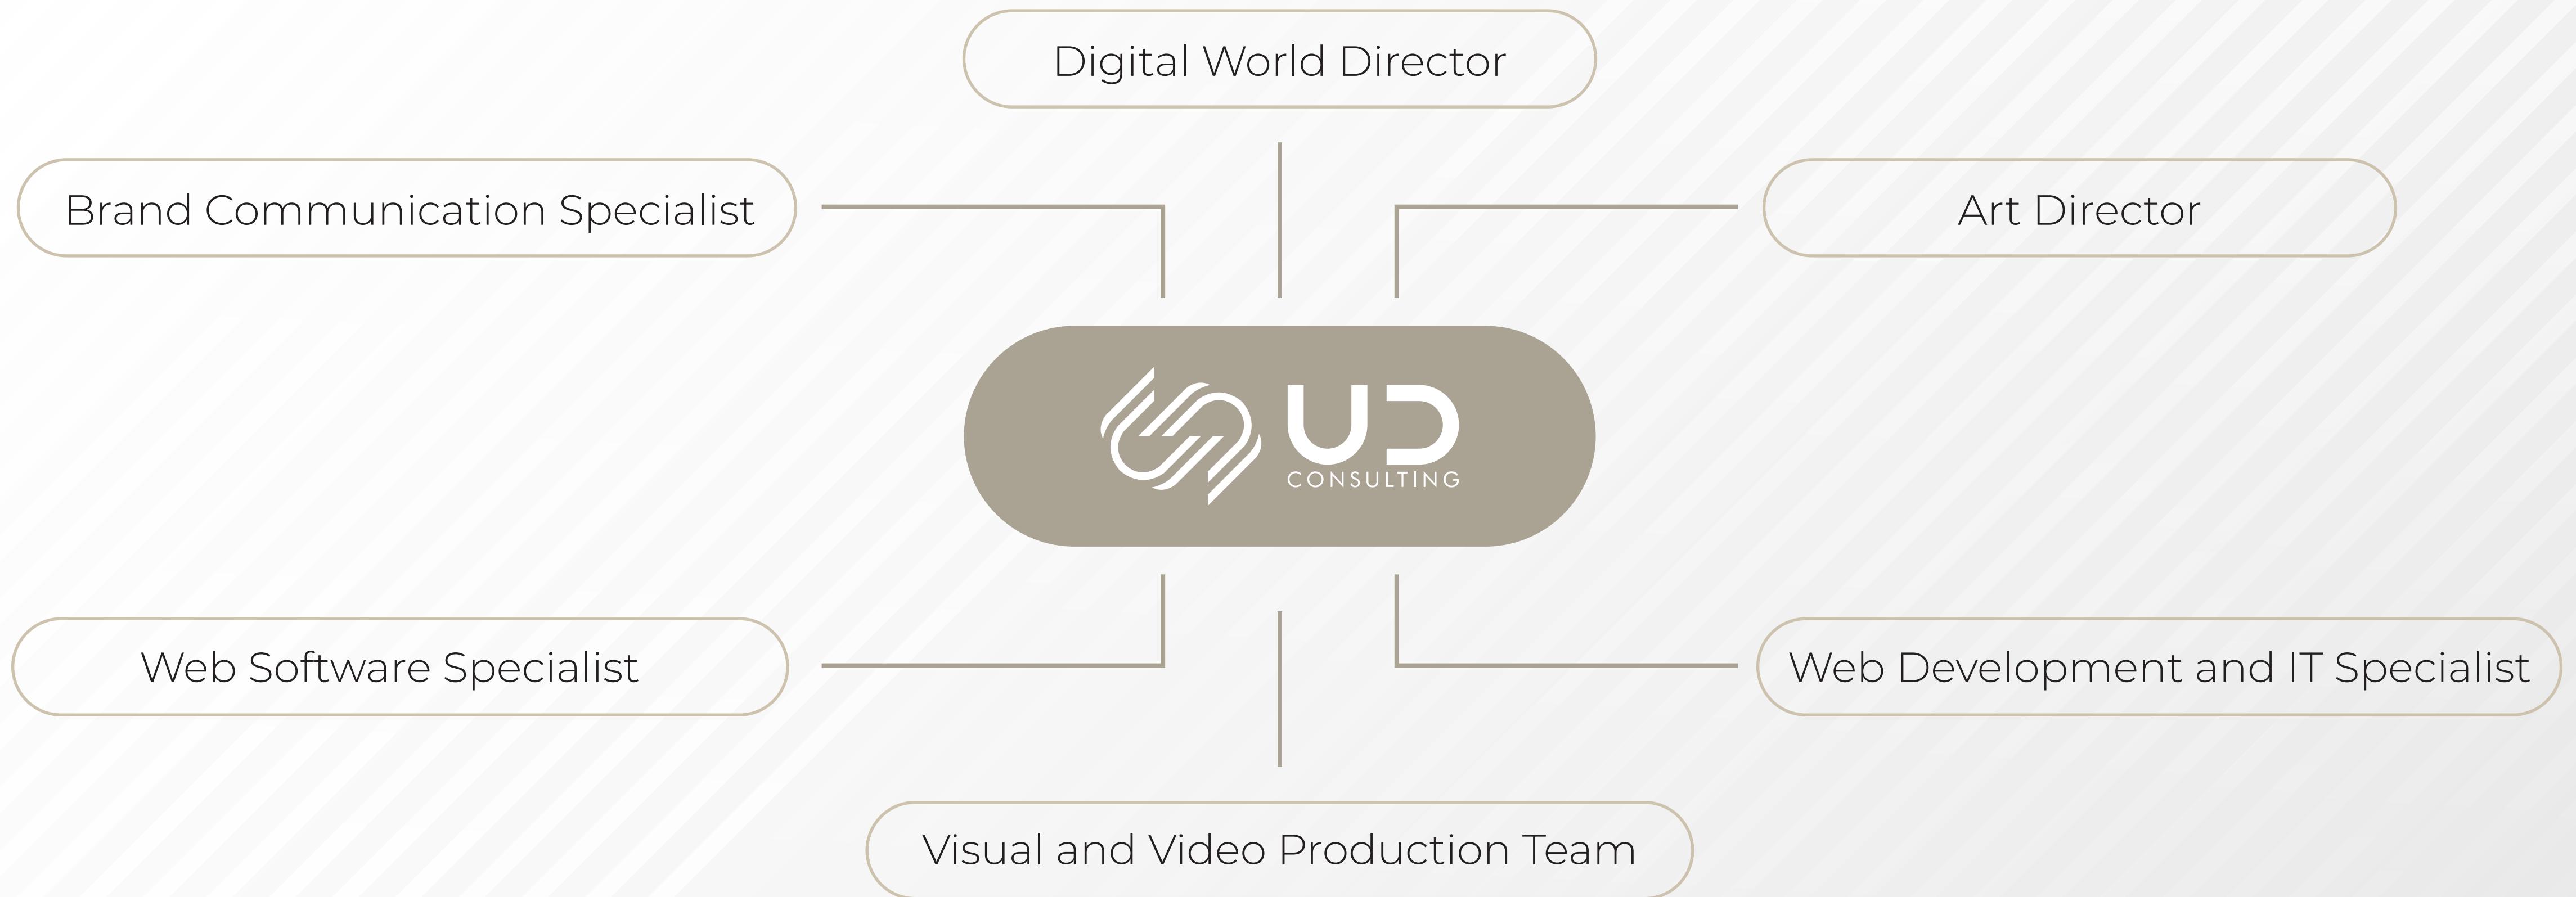 Digital World Director
Brand Communication Specialist
Art Director
UD
CONSULTING
Web Software Specialist
Web Development and IT Specialist
Visual and Video Production Team